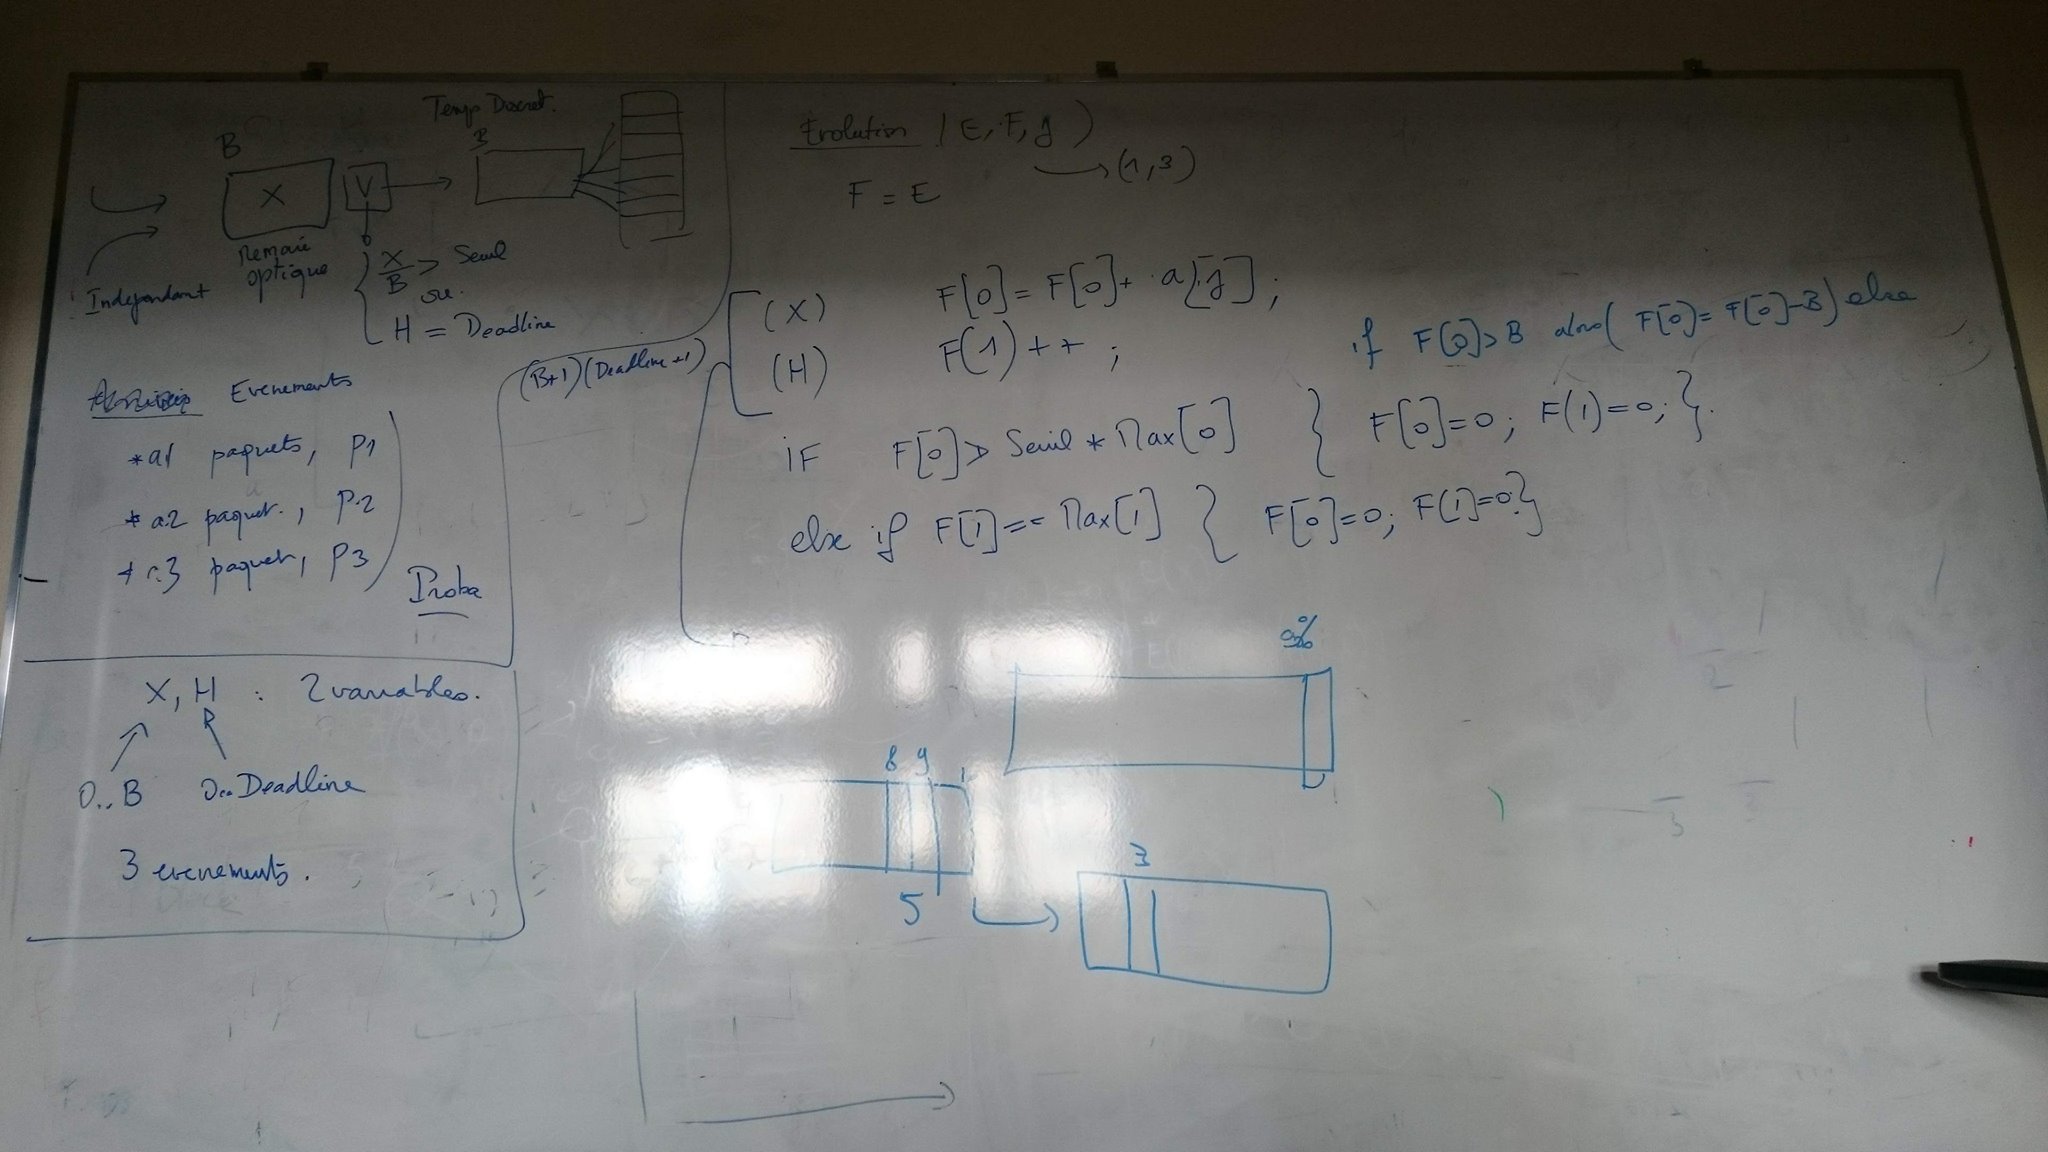 Temps Discret.
B
B
X
V
Remplie
optique
Independant
X/B > Seuil
ou
H = Deadline
Evenements
* a1 paquets, p1
* a2 paquet., p2
* a3 paquet, p3
Proba
(B+1)(Deadline+1)
X, H : 2 variables.
0..B 0..Deadline
3 evenements.
Evolution (E, F, j)
→(1,3)
F = E
(X) F[0] = F[0] + a[j];
(H) F(1)++;
if F[0]>B alors( F[0]= F[0]-B) else
IF F[0]> Seuil * Max[0] { F[0]=0; F(1)=0; }.
else if F[1]== Max[1] { F[0]=0; F(1)=0; }
8 9
5
3